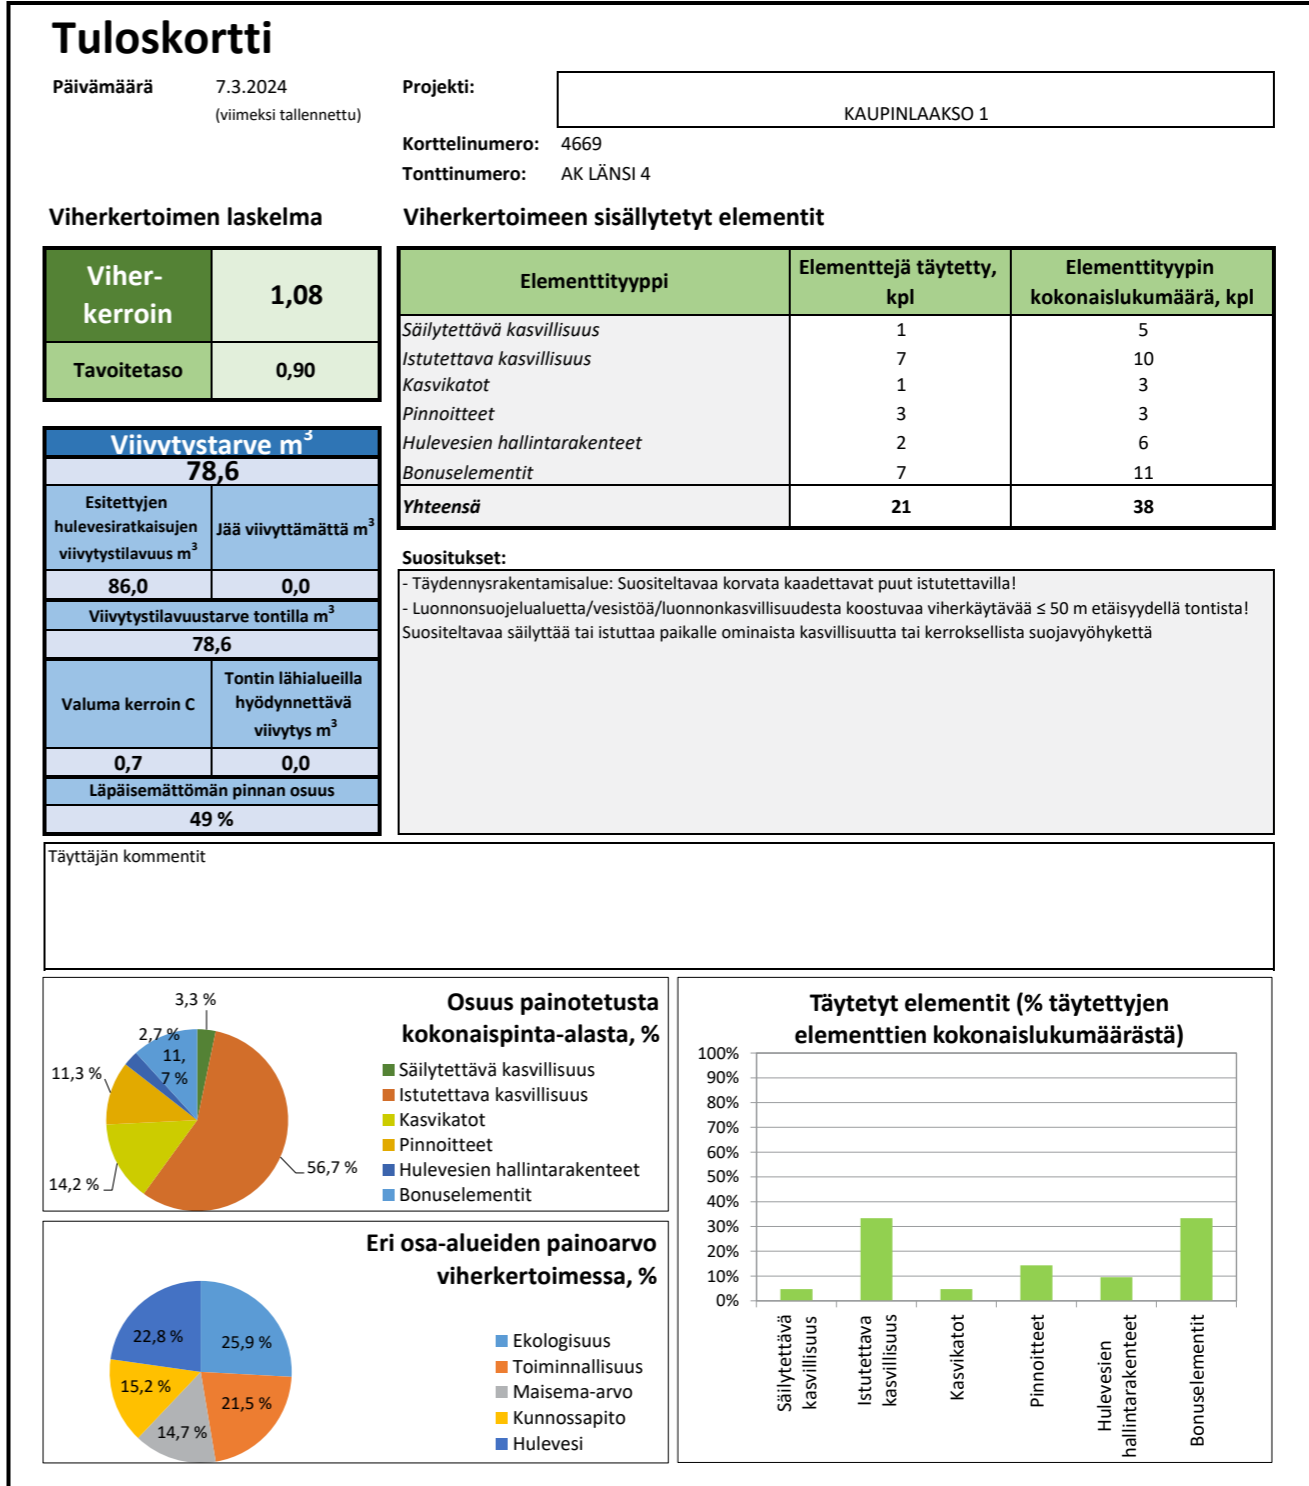 Tuloskortti
Päivämäärä 7.3.2024 Projekti:
(viimeksi tallennettu) KAUPINLAAKSO 1
Korttelinumero: 4669
Tonttinumero: AK LÄNSI 4
Viherkertoimen laskelma
Viher-
kerroin 1,08
Tavoitetaso 0,90
Viivytystarve m³
78,6
Esitettyjen
hulevesiratkaisujen
viivytystilavuus m³
Jää viivyttämättä m³
86,0 0,0
Viivytystilavuustarve tontilla m³
78,6
Valuma kerroin C
Tontin lähialueilla
hyödynnettävä
viivytys m³
0,7 0,0
Läpäisemättömän pinnan osuus
49 %
Viherkertoimeen sisällytetyt elementit
Elementtityyppi
Elementtejä täytetty,
kpl
Elementtityypin
kokonaislukumäärä, kpl
Säilytettävä kasvillisuus 1 5
Istutettava kasvillisuus 7 10
Kasvikatot 1 3
Pinnoitteet 3 3
Hulevesien hallintarakenteet 2 6
Bonuselementit 7 11
Yhteensä 21 38
Suositukset:
- Täydennysrakentamisalue: Suositeltavaa korvata kaadettavat puut istutettavilla!
- Luonnonsuojelualuetta/vesistöä/luonnonkasvillisuudesta koostuvaa viherkäytävää ≤ 50 m etäisyydellä tontista!
Suositeltavaa säilyttää tai istuttaa paikalle ominaista kasvillisuutta tai kerroksellista suojavyöhykettä
Täyttäjän kommentit
Osuus painotetusta
kokonaispinta-alasta, %
3,3 %
2,7 %
11,
7 %
11,3 %
14,2 %
56,7 %
Säilytettävä kasvillisuus
Istutettava kasvillisuus
Kasvikatot
Pinnoitteet
Hulevesien hallintarakenteet
Bonuselementit
Eri osa-alueiden painoarvo
viherkertoimessa, %
22,8 %
25,9 %
15,2 %
21,5 %
14,7 %
Ekologisuus
Toiminnallisuus
Maisema-arvo
Kunnossapito
Hulevesi
Täytetyt elementit (% täytettyjen
elementtien kokonaislukumäärästä)
100%
90%
80%
70%
60%
50%
40%
30%
20%
10%
0%
Säilytettävä
kasvillisuus
Istutettava
kasvillisuus
Kasvikatot
Pinnoitteet
Hulevesien
hallintarakenteet
Bonuselementit